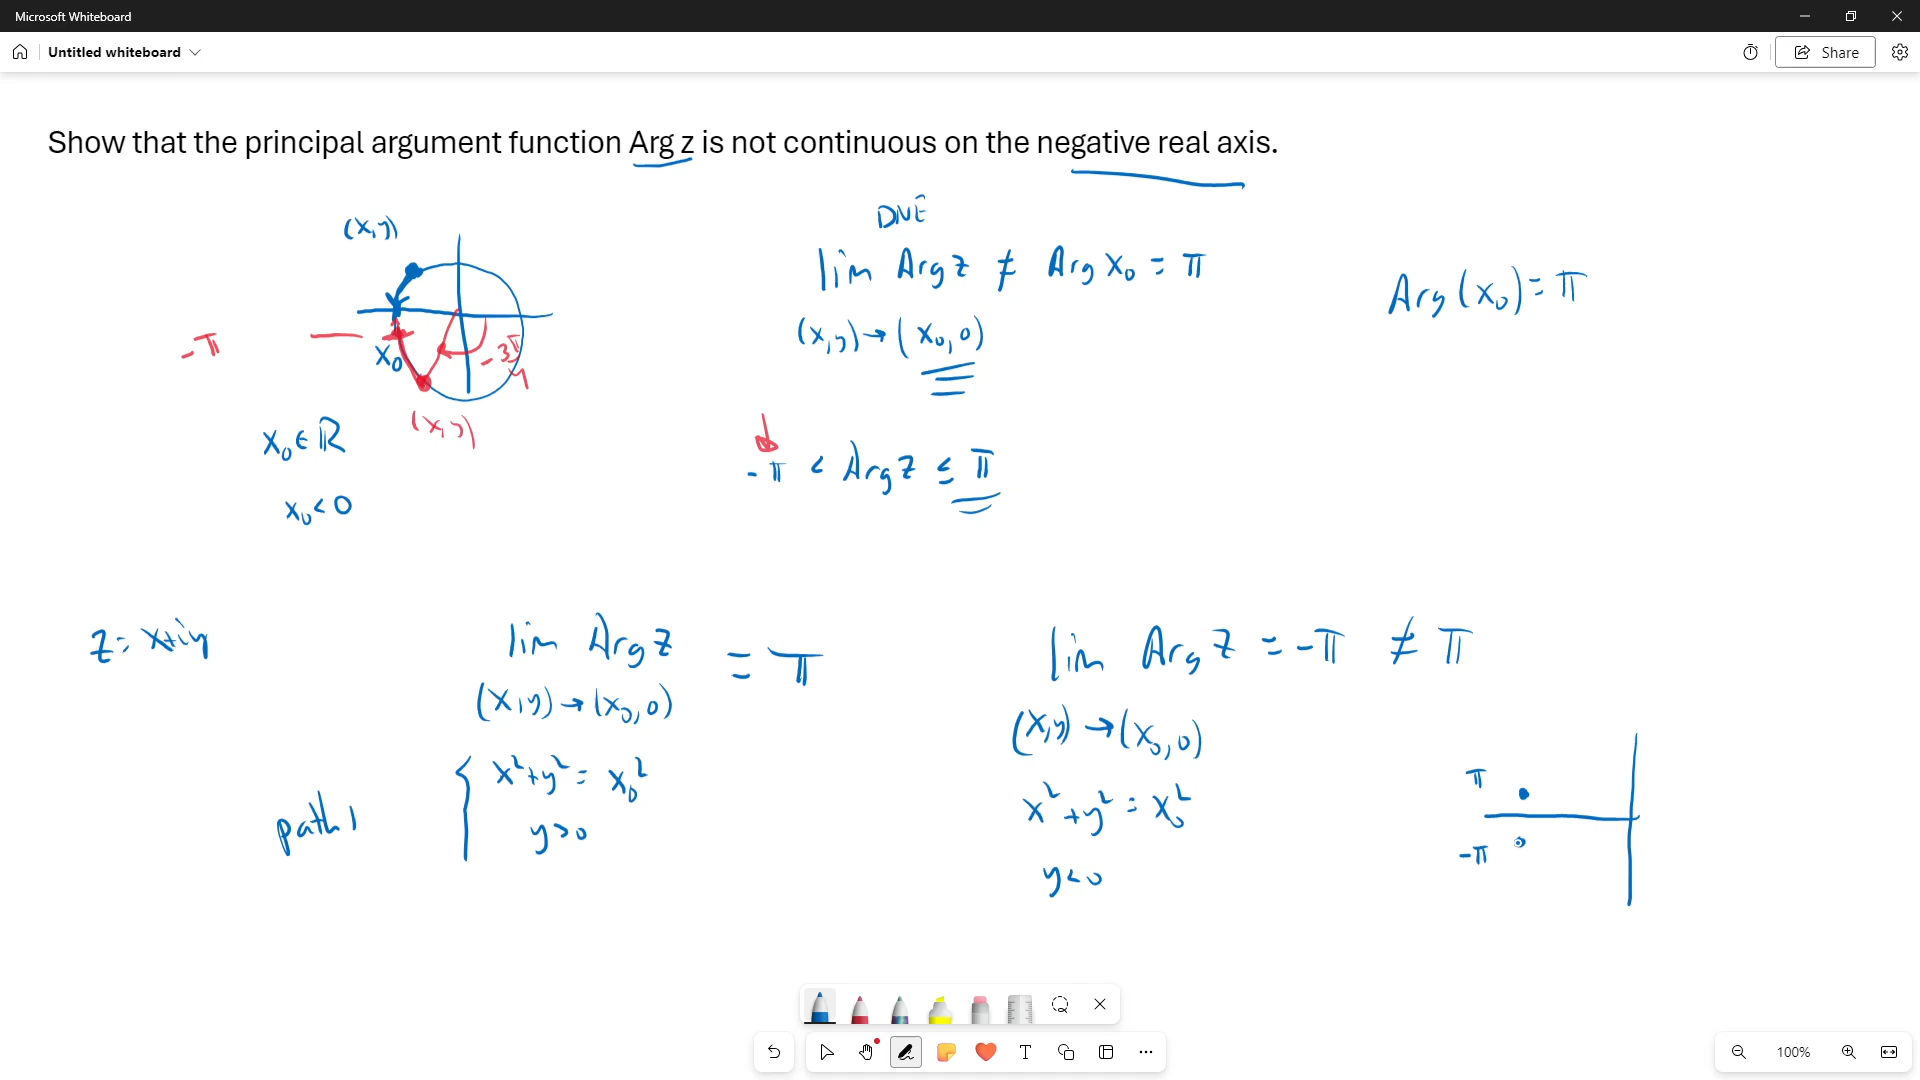 Microsoft Whiteboard
Untitled whiteboard
Share
Show that the principal argument function Arg z is not continuous on the negative real axis.
(x,y)
DNE
lim Arg z ≠ Arg x₀ = π
(x,y) → (x₀,0)
Arg (x₀) = π
-π
x₀
-3π/4
(x,y)
x₀ ∈ ℝ
x₀ < 0
-π < Arg z ≤ π
z = x+iy
lim Arg z = π
(x,y) → (x₀,0)
path 1
x²+y² = x₀²
y>0
lim Arg z = -π ≠ π
(x,y) → (x₀,0)
x²+y² = x₀²
y<0
π
-π
T
100%